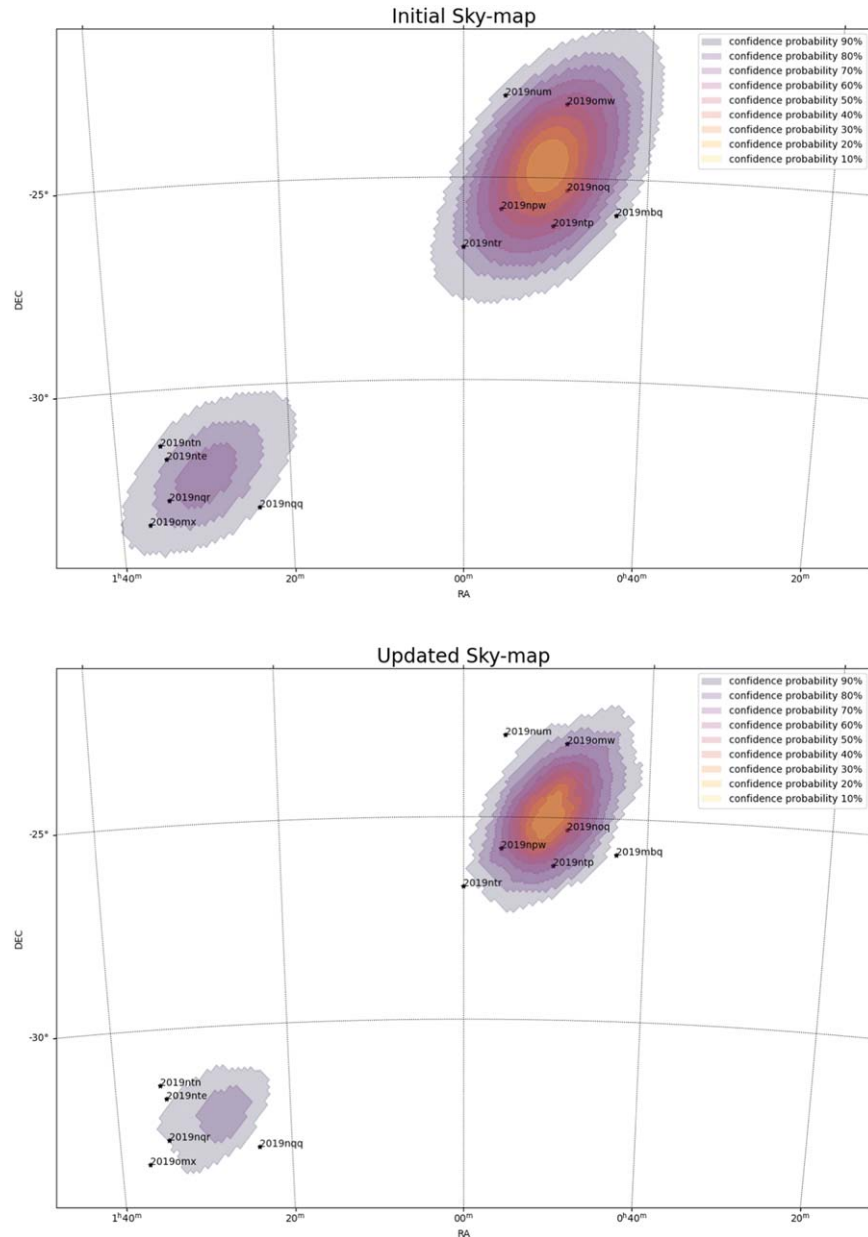 Initial Sky-map
confidence probability 90%
confidence probability 80%
confidence probability 70%
confidence probability 60%
confidence probability 50%
confidence probability 40%
confidence probability 30%
confidence probability 20%
confidence probability 10%
2019num
2019omw
-25°
2019noq
2019npw
2019mbq
2019ntp
2019ntr
DEC
-30°
2019ntn
2019nte
2019nqr
2019nqq
2019omx
1h40m 20m 00m 0h40m 20m
RA
Updated Sky-map
confidence probability 90%
confidence probability 80%
confidence probability 70%
confidence probability 60%
confidence probability 50%
confidence probability 40%
confidence probability 30%
confidence probability 20%
confidence probability 10%
2019num
2019omw
-25°
2019noq
2019npw
2019mbq
2019ntp
2019ntr
DEC
-30°
2019ntn
2019nte
2019nqr
2019nqq
2019omx
1h40m 20m 00m 0h40m 20m
RA